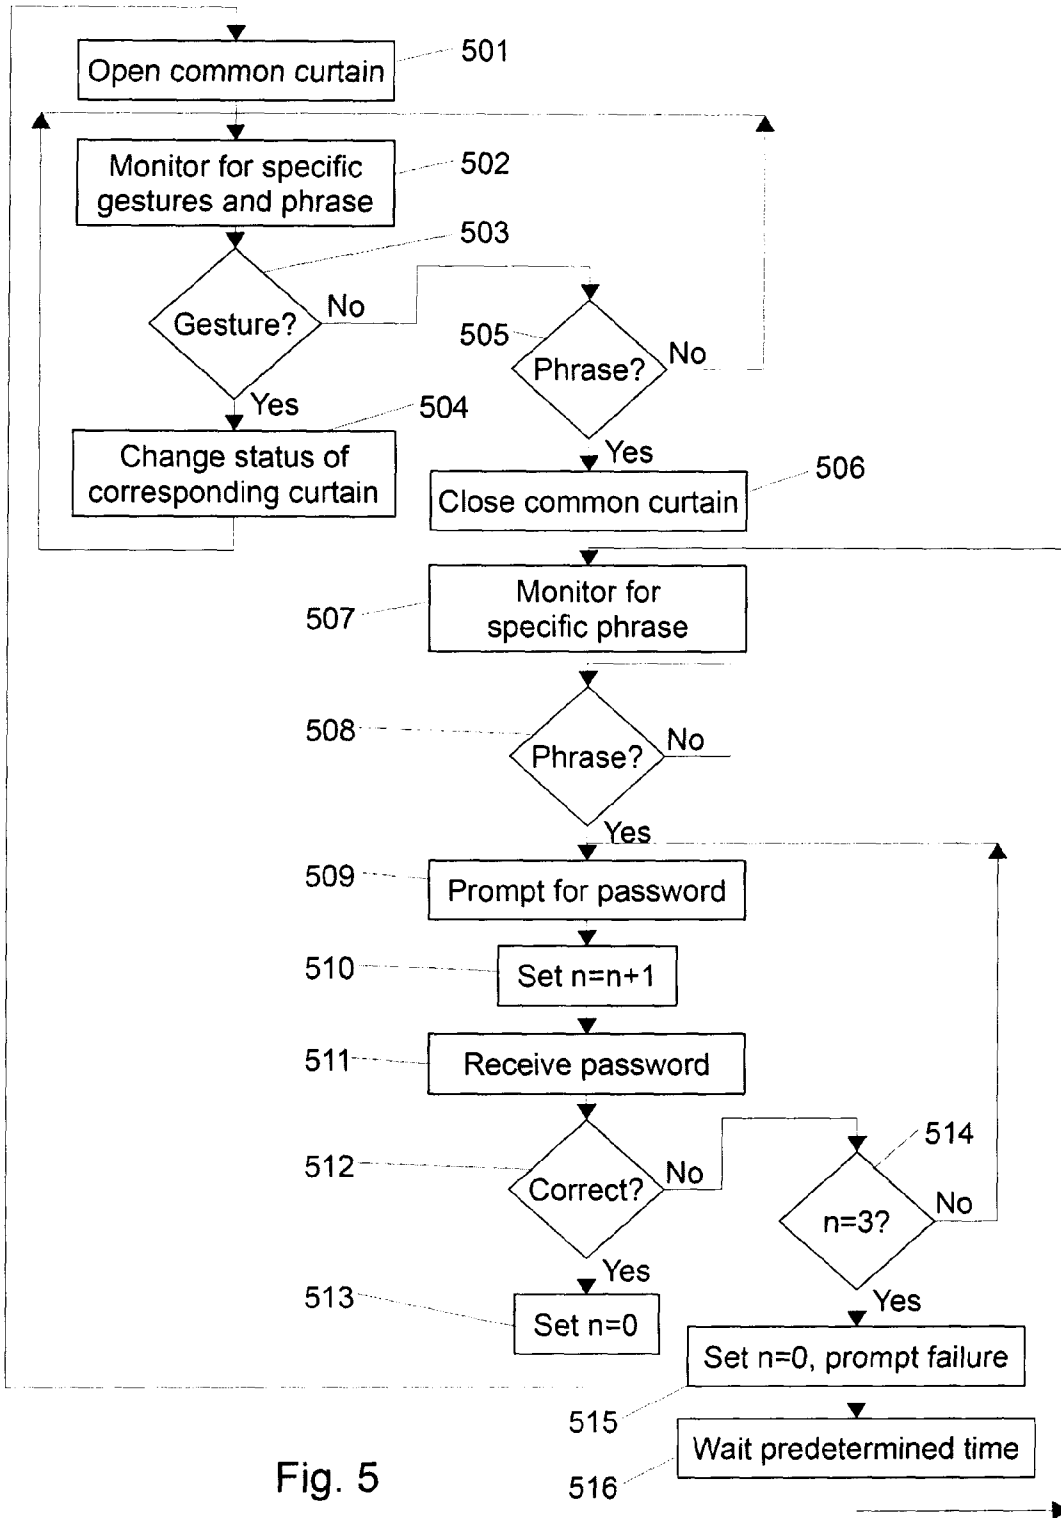 Open common curtain
501
Monitor for specific
gestures and phrase
502
503
Gesture?
No
505
Phrase?
No
Yes
504
Change status of
corresponding curtain
Yes
506
Close common curtain
507
Monitor for
specific phrase
508
Phrase?
No
Yes
509
Prompt for password
510
Set n=n+1
511
Receive password
512
Correct?
No
514
n=3?
No
Yes
513
Set n=0
Yes
Set n=0, prompt failure
515
Wait predetermined time
516
Fig. 5